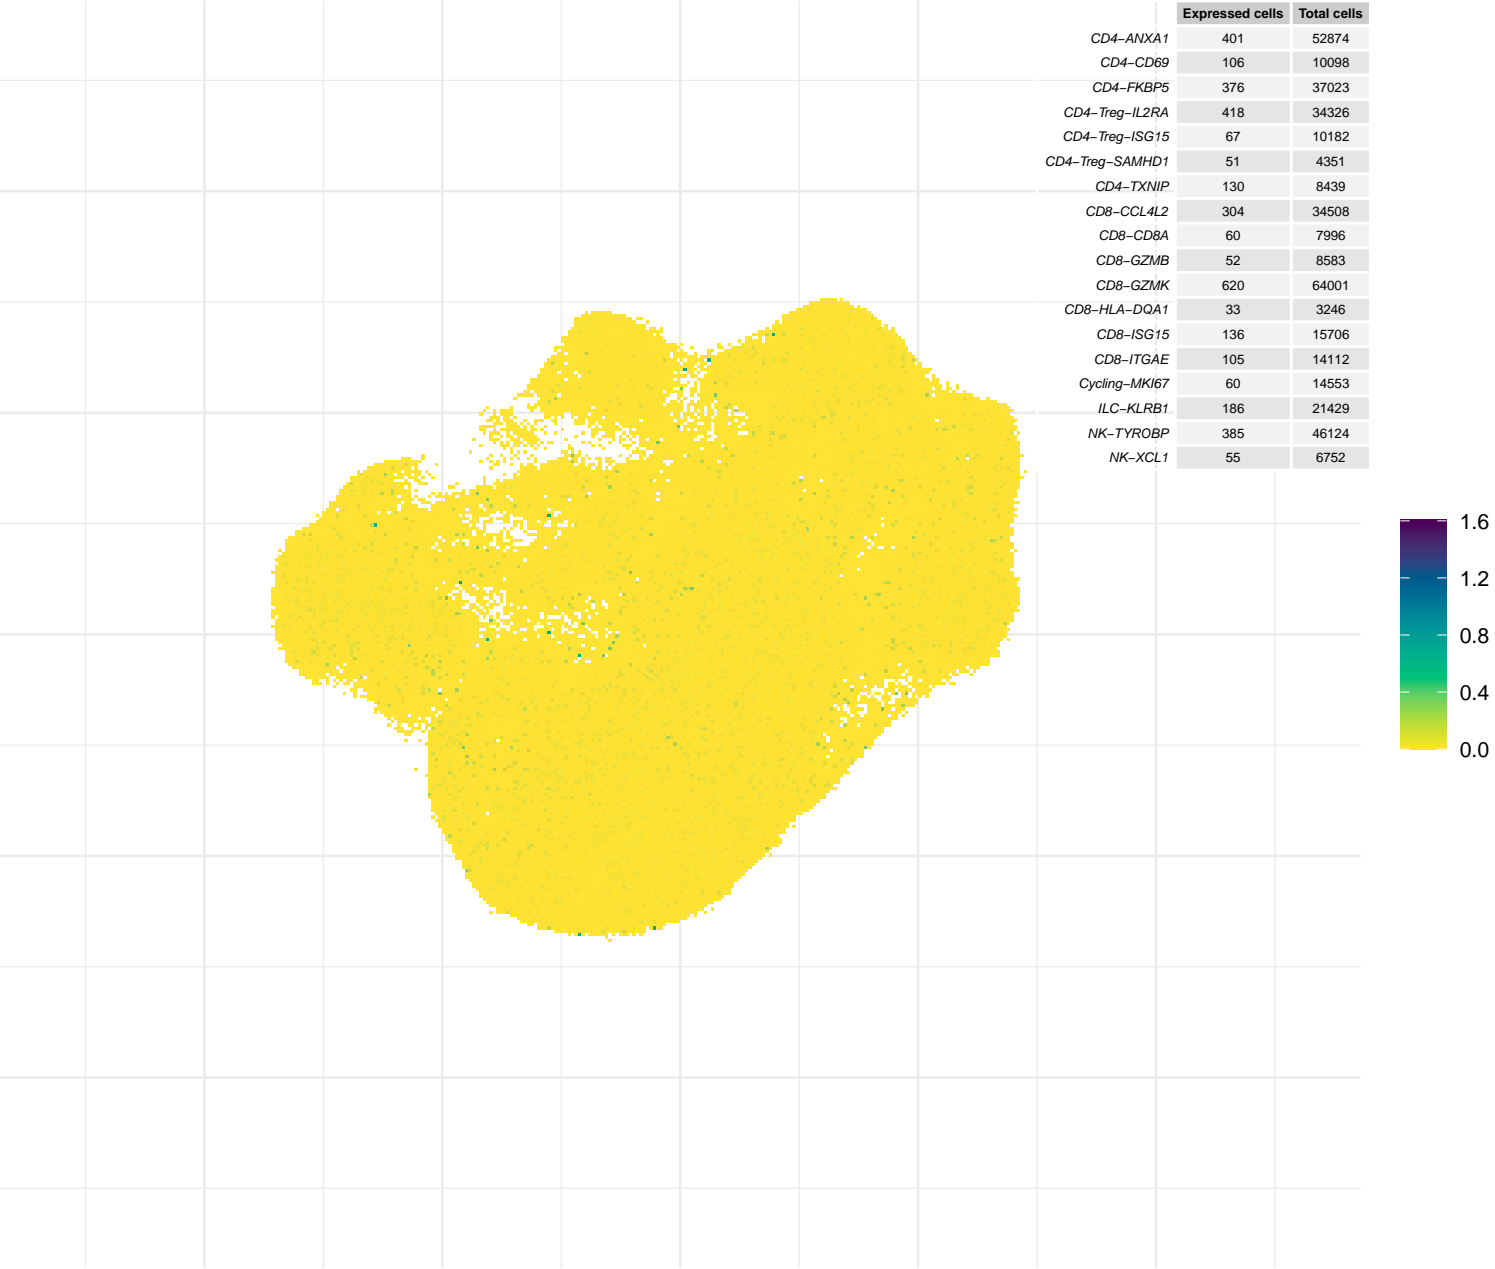 Expressed cells Total cells
CD4−ANXA1 401 52874
CD4−CD69 106 10098
CD4−FKBP5 376 37023
CD4−Treg−IL2RA 418 34326
CD4−Treg−ISG15 67 10182
CD4−Treg−SAMHD1 51 4351
CD4−TXNIP 130 8439
CD8−CCL4L2 304 34508
CD8−CD8A 60 7996
CD8−GZMB 52 8583
CD8−GZMK 620 64001
CD8−HLA−DQA1 33 3246
CD8−ISG15 136 15706
CD8−ITGAE 105 14112
Cycling−MKI67 60 14553
ILC−KLRB1 186 21429
NK−TYROBP 385 46124
NK−XCL1 55 6752
1.6
1.2
0.8
0.4
0.0